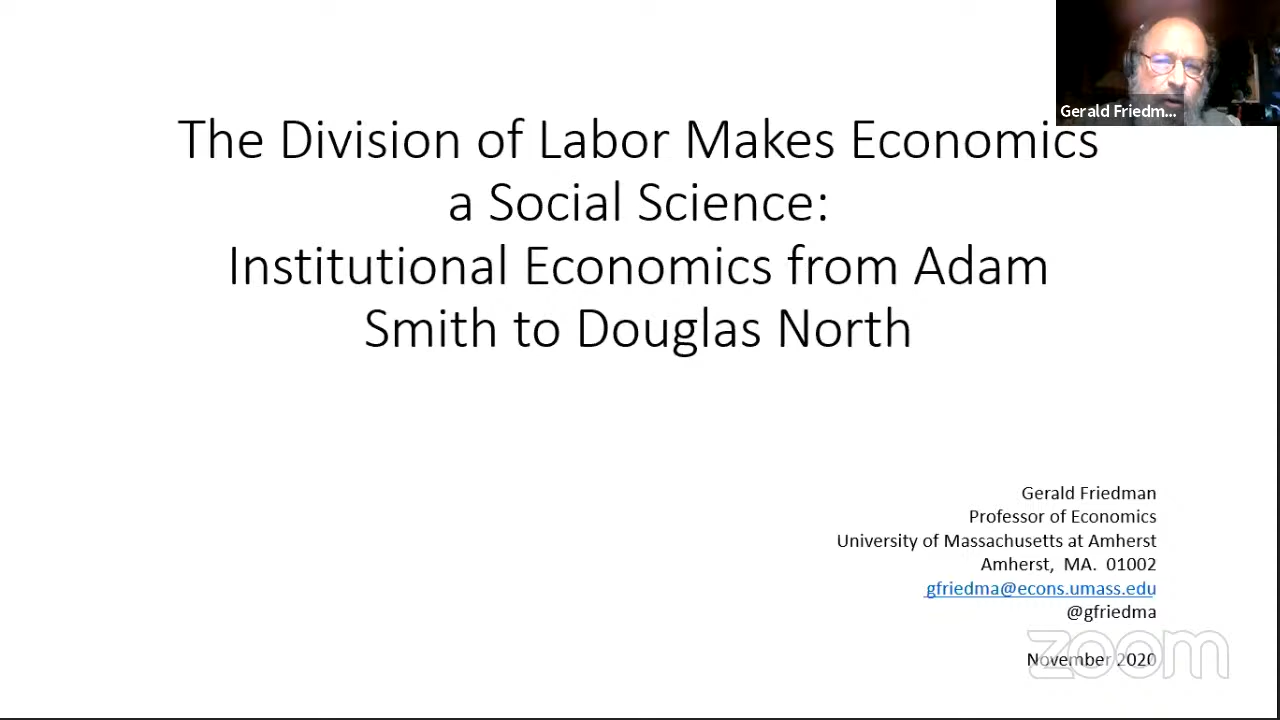 Gerald Friedm...
The Division of Labor Makes Economics
a Social Science:
Institutional Economics from Adam
Smith to Douglas North
Gerald Friedman
Professor of Economics
University of Massachusetts at Amherst
Amherst, MA. 01002
gfriedma@econs.umass.edu
@gfriedma
zoom
November 2020